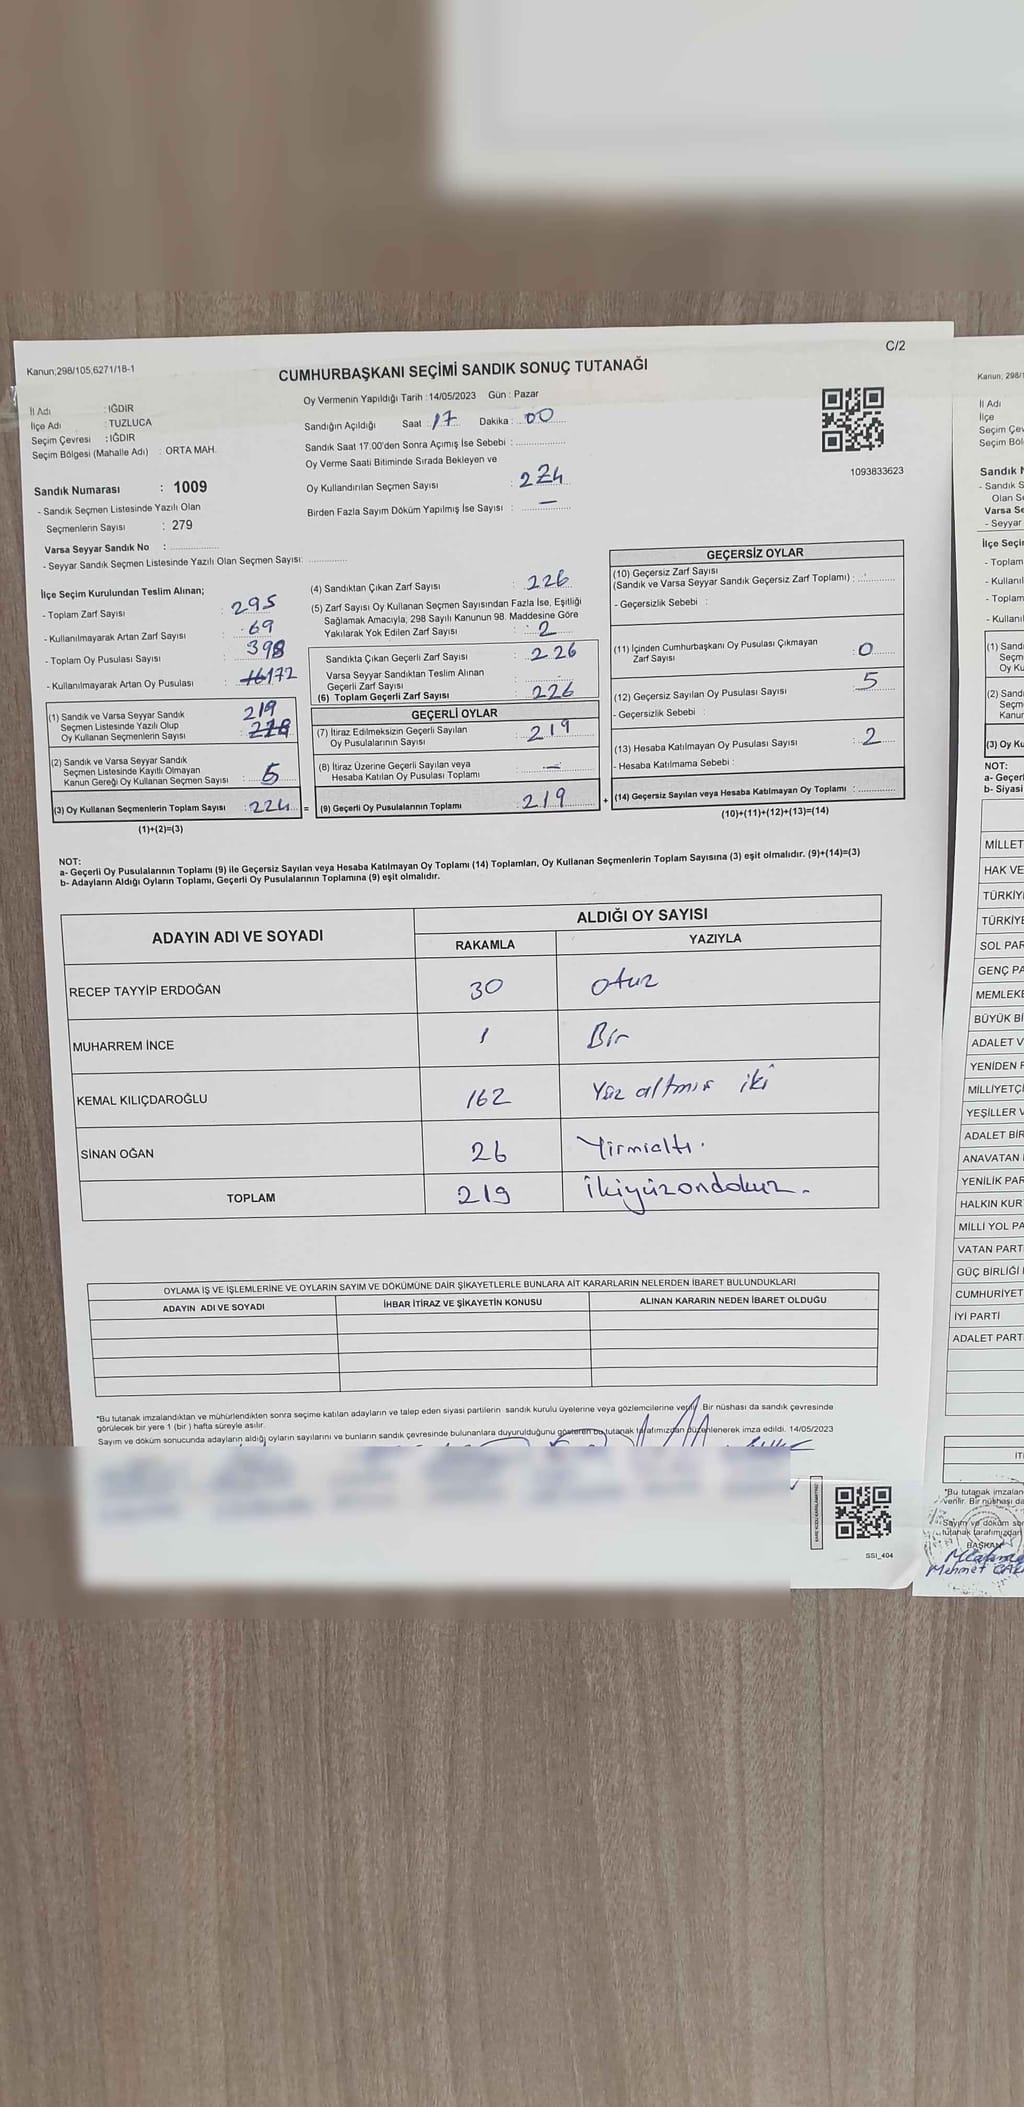 C/2
Kanun;298/105,6271/18-1
CUMHURBAŞKANI SEÇİMİ SANDIK SONUÇ TUTANAĞI
İl Adı : IĞDIR
İlçe Adı : TUZLUCA
Seçim Çevresi : IĞDIR
Seçim Bölgesi (Mahalle Adı) : ORTA MAH.
Sandık Numarası : 1009
- Sandık Seçmen Listesinde Yazılı Olan
Seçmenlerin Sayısı : 279
Varsa Seyyar Sandık No :
- Seyyar Sandık Seçmen Listesinde Yazılı Olan Seçmen Sayısı:
Oy Vermenin Yapıldığı Tarih : 14/05/2023 Gün : Pazar
Sandığın Açıldığı Saat : 17 Dakika : 00
Sandık Saat 17.00'den Sonra Açımış İse Sebebi :
Oy Verme Saati Bitiminde Sırada Bekleyen ve
Oy Kullandırılan Seçmen Sayısı : 224
Birden Fazla Sayım Döküm Yapılmış İse Sayısı : —
1093833623
İlçe Seçim Kurulundan Teslim Alınan;
- Toplam Zarf Sayısı : 295
- Kullanılmayarak Artan Zarf Sayısı : 69
- Toplam Oy Pusulası Sayısı : 398
- Kullanılmayarak Artan Oy Pusulası : 172
(1) Sandık ve Varsa Seyyar Sandık
Seçmen Listesinde Yazılı Olup
Oy Kullanan Seçmenlerin Sayısı : 219
(2) Sandık ve Varsa Seyyar Sandık
Seçmen Listesinde Kayıtlı Olmayan
Kanun Gereği Oy Kullanan Seçmen Sayısı : 5
(3) Oy Kullanan Seçmenlerin Toplam Sayısı : 224 =
(1)+(2)=(3)
(4) Sandıktan Çıkan Zarf Sayısı : 226
(5) Zarf Sayısı Oy Kullanan Seçmen Sayısından Fazla İse, Eşitliği
Sağlamak Amacıyla, 298 Sayılı Kanunun 98. Maddesine Göre
Yakılarak Yok Edilen Zarf Sayısı : 2
Sandıkta Çıkan Geçerli Zarf Sayısı : 226
Varsa Seyyar Sandıktan Teslim Alınan
Geçerli Zarf Sayısı :
(6) Toplam Geçerli Zarf Sayısı : 226
GEÇERLİ OYLAR
(7) İtiraz Edilmeksizin Geçerli Sayılan
Oy Pusulalarının Sayısı : 219
(8) İtiraz Üzerine Geçerli Sayılan veya
Hesaba Katılan Oy Pusulası Toplamı : —
(9) Geçerli Oy Pusulalarının Toplamı : 219 +
GEÇERSİZ OYLAR
(10) Geçersiz Zarf Sayısı
(Sandık ve Varsa Seyyar Sandık Geçersiz Zarf Toplamı) :
- Geçersizlik Sebebi :
(11) İçinden Cumhurbaşkanı Oy Pusulası Çıkmayan
Zarf Sayısı : 0
(12) Geçersiz Sayılan Oy Pusulası Sayısı : 5
- Geçersizlik Sebebi :
(13) Hesaba Katılmayan Oy Pusulası Sayısı : 2
- Hesaba Katılmama Sebebi :
(14) Geçersiz Sayılan veya Hesaba Katılmayan Oy Toplamı :
(10)+(11)+(12)+(13)=(14)
NOT:
a- Geçerli Oy Pusulalarının Toplamı (9) ile Geçersiz Sayılan veya Hesaba Katılmayan Oy Toplamı (14) Toplamları, Oy Kullanan Seçmenlerin Toplam Sayısına (3) eşit olmalıdır. (9)+(14)=(3)
b- Adayların Aldığı Oyların Toplamı, Geçerli Oy Pusulalarının Toplamına (9) eşit olmalıdır.
ADAYIN ADI VE SOYADI
ALDIĞI OY SAYISI
RAKAMLA YAZIYLA
RECEP TAYYİP ERDOĞAN 30 otuz
MUHARREM İNCE 1 Bir
KEMAL KILIÇDAROĞLU 162 Yüz altmış iki
SİNAN OĞAN 26 Yirmialtı.
TOPLAM 219 ikiyüzondokuz.
OYLAMA İŞ VE İŞLEMLERİNE VE OYLARIN SAYIM VE DÖKÜMÜNE DAİR ŞİKAYETLERLE BUNLARA AİT KARARLARIN NELERDEN İBARET BULUNDUKLARI
ADAYIN ADI VE SOYADI İHBAR İTİRAZ VE ŞİKAYETİN KONUSU ALINAN KARARIN NEDEN İBARET OLDUĞU
*Bu tutanak imzalandıktan ve mühürlendikten sonra seçime katılan adayların ve talep eden siyasi partilerin sandık kurulu üyelerine veya gözlemcilerine verilir. Bir nüshası da sandık çevresinde
görülecek bir yere 1 (bir ) hafta süreyle asılır.
Sayım ve döküm sonucunda adayların aldığı oyların sayılarını ve bunların sandık çevresinde bulunanlara duyurulduğunu gösteren bu tutanak tarafımızdan düzenlenerek imza edildi. 14/05/2023
SSI_404
Kanun; 298/
İl Adı
İlçe
Seçim Çev
Seçim Böl
Sandık N
- Sandık S
Olan S
Varsa Se
- Seyyar
İlçe Seçi
- Toplam
- Kullanıl
- Toplam
- Kullanı
(1) Sand
Seçm
Oy Ku
(2) Sand
Seçm
Kanur
(3) Oy Ku
NOT:
a- Geçer
b- Siyasi
MİLLET
HAK VE
TÜRKİY
TÜRKİYE
SOL PAR
GENÇ PA
MEMLEKE
BÜYÜK Bİ
ADALET V
YENİDEN
MİLLİYETÇİ
YEŞİLLER V
ADALET BİR
ANAVATAN
YENİLİK PAR
HALKIN KUR
MİLLİ YOL PA
VATAN PARTİ
GÜÇ BİRLİĞİ
CUMHURİYET
İYİ PARTİ
ADALET PARTİ
İTİ
*Bu tutanak imzalan
verilir. Bir nüshası da
Sayım ve döküm so
tutanak tarafımızdan
BAŞKAN
Mehmet